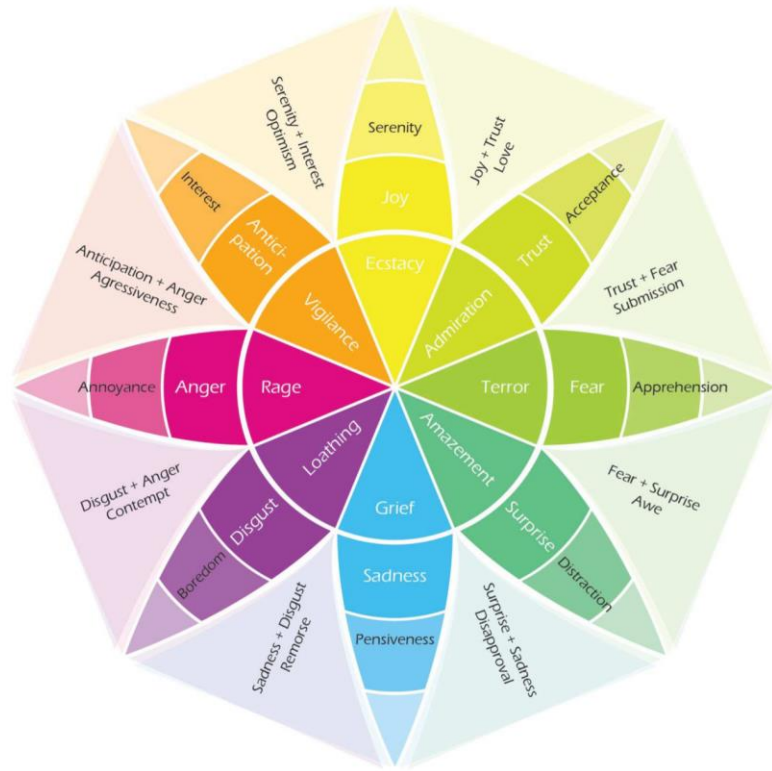 Serenity + Interest
Optimism
Serenity
Joy
Ecstacy
Joy + Trust
Love
Interest
Antici-
pation
Vigilance
Acceptance
Trust
Admiration
Anticipation + Anger
Agressiveness
Trust + Fear
Submission
Annoyance
Anger
Rage
Terror
Fear
Apprehension
Disgust + Anger
Contempt
Loathing
Disgust
Boredom
Amazement
Surprise
Distraction
Fear + Surprise
Awe
Grief
Sadness
Pensiveness
Sadness + Disgust
Remorse
Surprise + Sadness
Disapproval